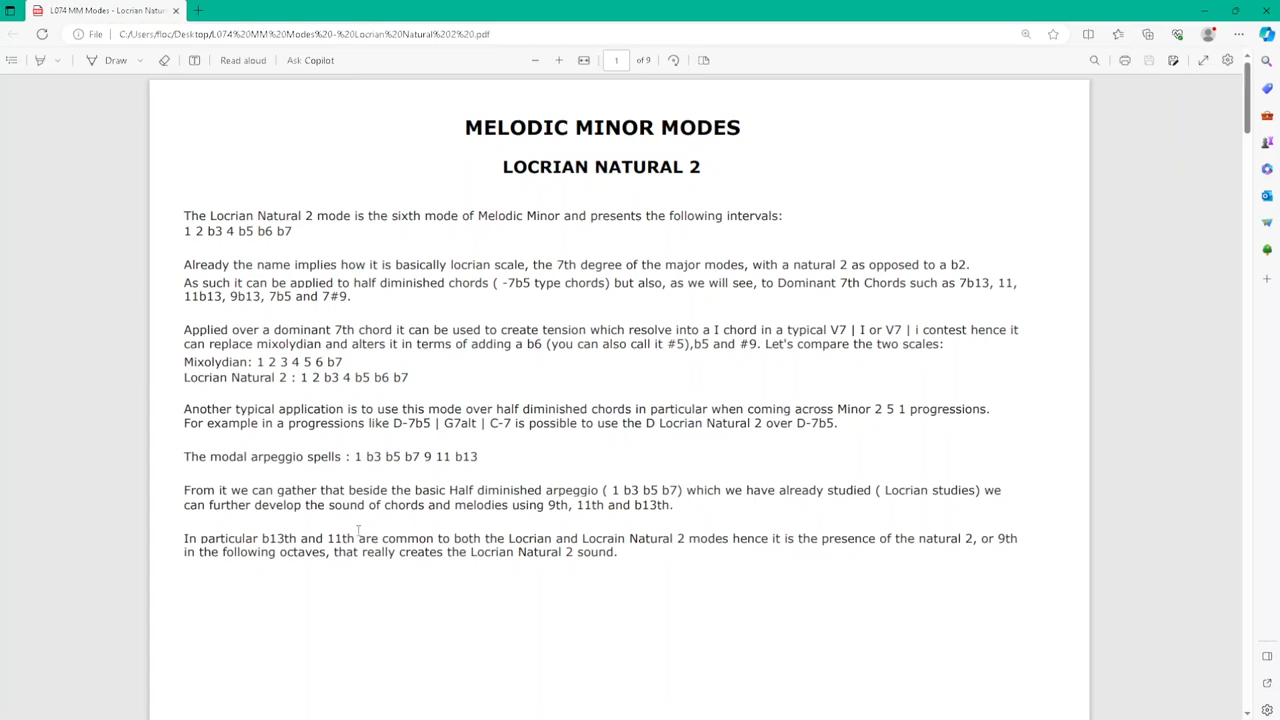 L074 MM Modes - Locrian Natur
File
C:/Users/floc/Desktop/L074%20MM%20Modes%20-%20Locrian%20Natural%202%20.pdf
Draw
Read aloud
Ask Copilot
1
of 9
MELODIC MINOR MODES
LOCRIAN NATURAL 2
The Locrian Natural 2 mode is the sixth mode of Melodic Minor and presents the following intervals:
1 2 b3 4 b5 b6 b7
Already the name implies how it is basically locrian scale, the 7th degree of the major modes, with a natural 2 as opposed to a b2.
As such it can be applied to half diminished chords ( -7b5 type chords) but also, as we will see, to Dominant 7th Chords such as 7b13, 11,
11b13, 9b13, 7b5 and 7#9.
Applied over a dominant 7th chord it can be used to create tension which resolve into a I chord in a typical V7 | I or V7 | i contest hence it
can replace mixolydian and alters it in terms of adding a b6 (you can also call it #5),b5 and #9. Let's compare the two scales:
Mixolydian: 1 2 3 4 5 6 b7
Locrian Natural 2 : 1 2 b3 4 b5 b6 b7
Another typical application is to use this mode over half diminished chords in particular when coming across Minor 2 5 1 progressions.
For example in a progressions like D-7b5 | G7alt | C-7 is possible to use the D Locrian Natural 2 over D-7b5.
The modal arpeggio spells : 1 b3 b5 b7 9 11 b13
From it we can gather that beside the basic Half diminished arpeggio ( 1 b3 b5 b7) which we have already studied ( Locrian studies) we
can further develop the sound of chords and melodies using 9th, 11th and b13th.
In particular b13th and 11th are common to both the Locrian and Locrain Natural 2 modes hence it is the presence of the natural 2, or 9th
in the following octaves, that really creates the Locrian Natural 2 sound.